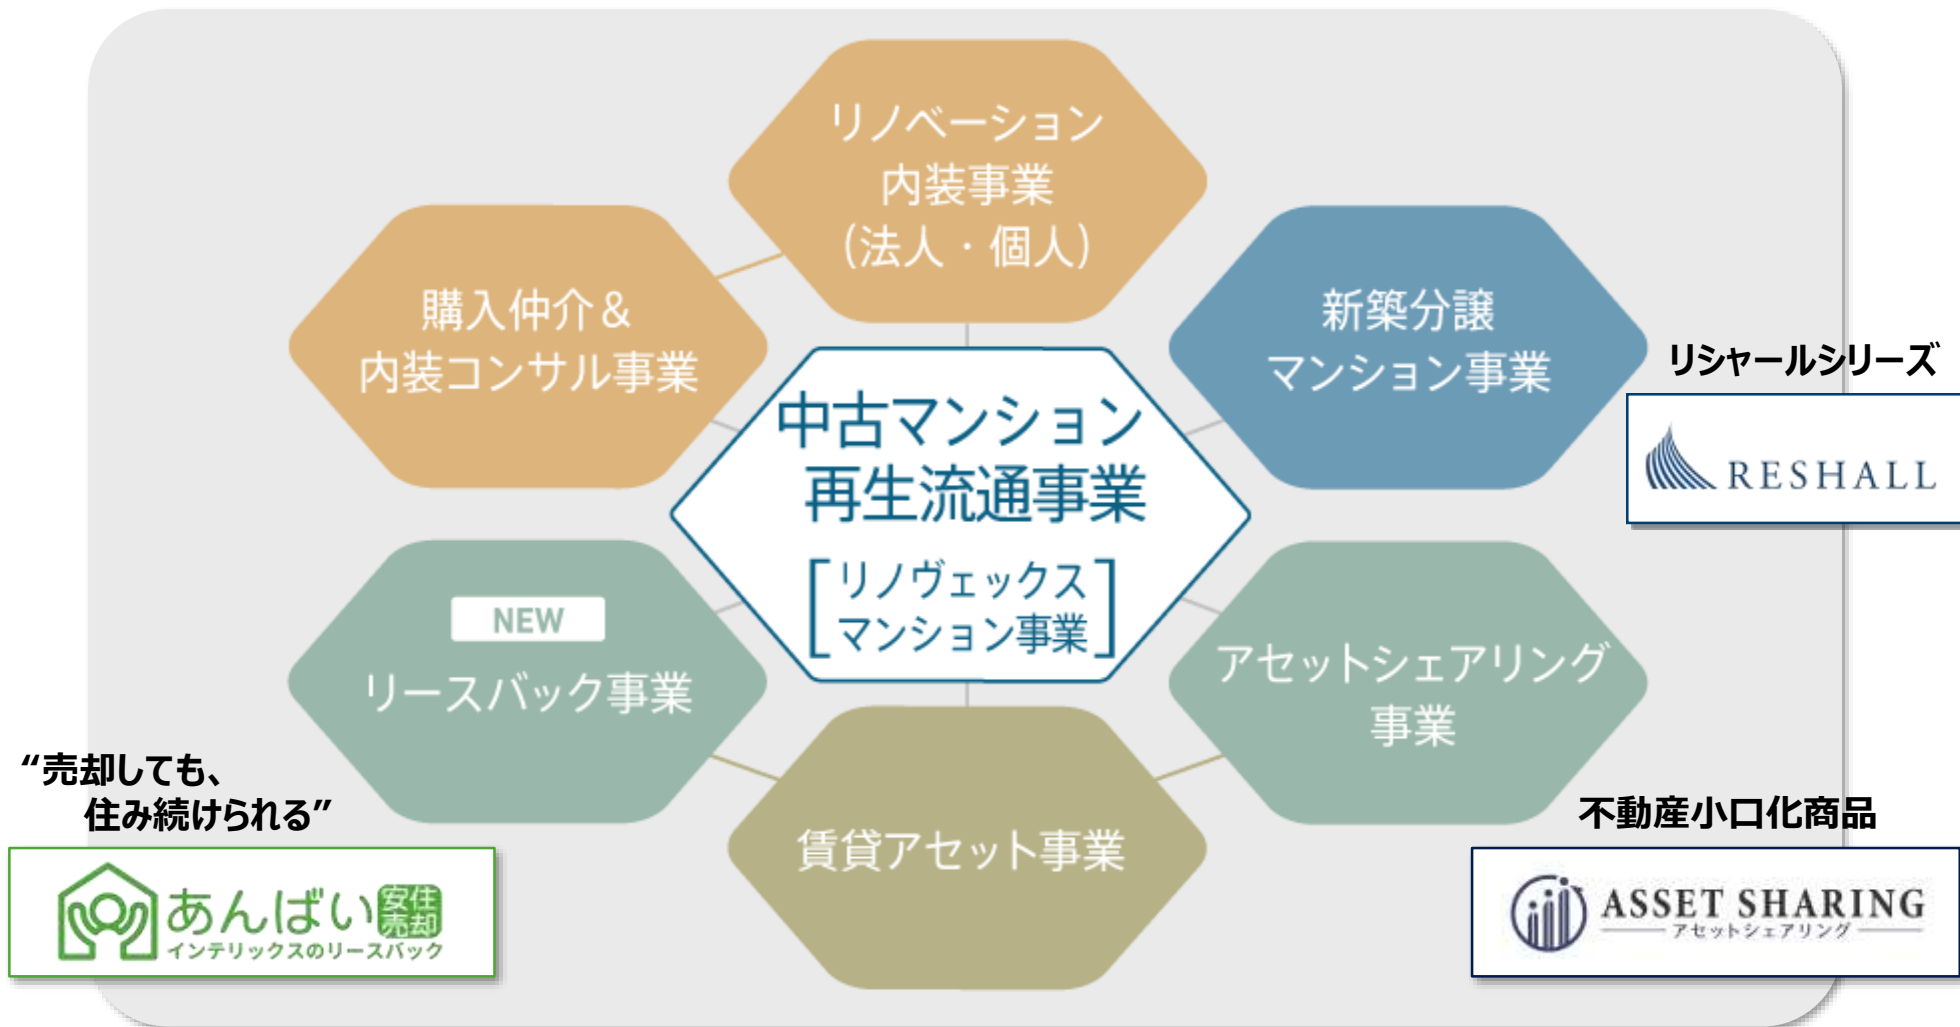 リノベーション
内装事業
(法人・個人)
購入仲介＆
内装コンサル事業
新築分譲
マンション事業
リシャールシリーズ
RESHALL
中古マンション
再生流通事業
[リノヴェックス
マンション事業]
NEW
リースバック事業
アセットシェアリング
事業
賃貸アセット事業
“売却しても、
住み続けられる”
あんばい 安住
売却
インテリックスのリースバック
不動産小口化商品
ASSET SHARING
アセットシェアリング